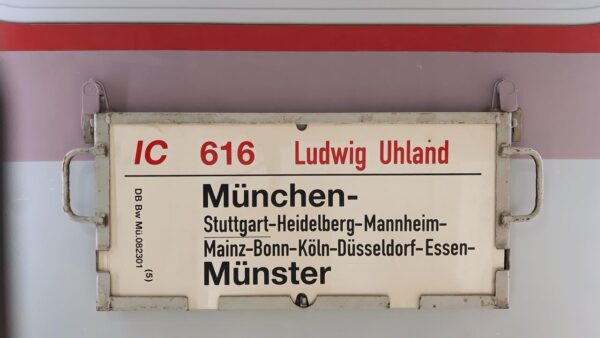 IC 616 Ludwig Uhland
München-
Stuttgart-Heidelberg-Mannheim-
Mainz-Bonn-Köln-Düsseldorf-Essen-
Münster
DB Bw Mü.082301 (5)